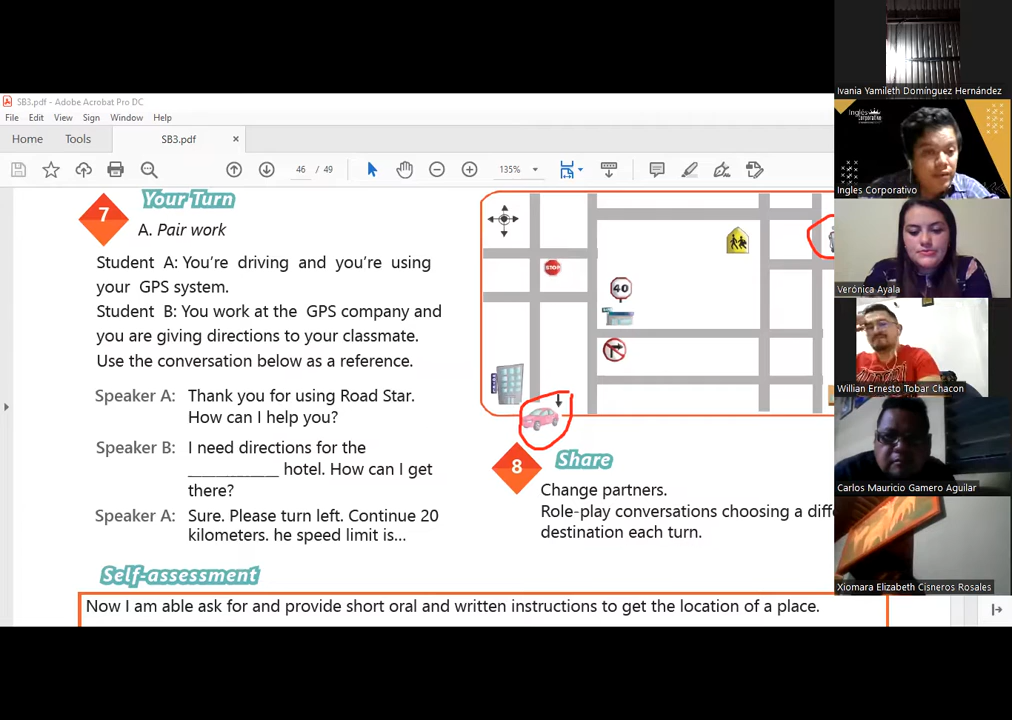 SB3.pdf - Adobe Acrobat Pro DC
File Edit View Sign Window Help
Home Tools SB3.pdf ×
46 / 49 135%
7 Your Turn
A. Pair work
Student A: You're driving and you're using
your GPS system.
Student B: You work at the GPS company and
you are giving directions to your classmate.
Use the conversation below as a reference.
Speaker A: Thank you for using Road Star.
How can I help you?
Speaker B: I need directions for the
______________ hotel. How can I get
there?
Speaker A: Sure. Please turn left. Continue 20
kilometers. he speed limit is...
STOP
40
8 Share
Change partners.
Role-play conversations choosing a diffe
destination each turn.
Self-assessment
Now I am able ask for and provide short oral and written instructions to get the location of a place.
Ivania Yamileth Domínguez Hernández
Inglés
Corporativo
Ingles Corporativo
Verónica Ayala
Willian Ernesto Tobar Chacon
Carlos Mauricio Gamero Aguilar
Xiomara Elizabeth Cisneros Rosales